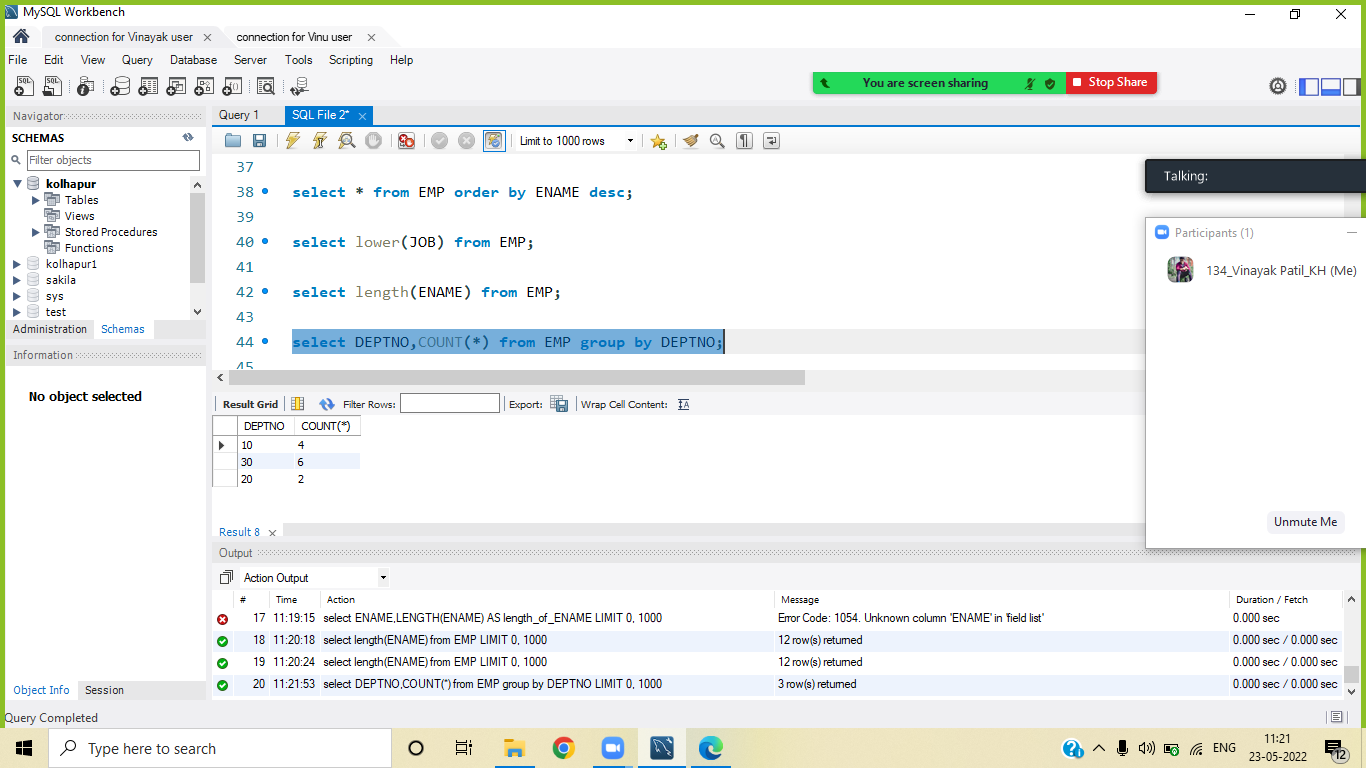 MySQL Workbench
connection for Vinayak user
connection for Vinu user
File Edit View Query Database Server Tools Scripting Help
You are screen sharing
Stop Share
Navigator
SCHEMAS
Filter objects
kolhapur
Tables
Views
Stored Procedures
Functions
kolhapur1
sakila
sys
test
Administration Schemas
Information
No object selected
Object Info Session
Query Completed
Query 1 SQL File 2*
Limit to 1000 rows
37
38 select * from EMP order by ENAME desc;
39
40 select lower(JOB) from EMP;
41
42 select length(ENAME) from EMP;
43
44 select DEPTNO,COUNT(*) from EMP group by DEPTNO;
45
Result Grid Filter Rows: Export: Wrap Cell Content:
DEPTNO COUNT(*)
10 4
30 6
20 2
Result 8
Output
Action Output
# Time Action Message Duration / Fetch
17 11:19:15 select ENAME,LENGTH(ENAME) AS length_of_ENAME LIMIT 0, 1000 Error Code: 1054. Unknown column 'ENAME' in 'field list' 0.000 sec
18 11:20:18 select length(ENAME) from EMP LIMIT 0, 1000 12 row(s) returned 0.000 sec / 0.000 sec
19 11:20:24 select length(ENAME) from EMP LIMIT 0, 1000 12 row(s) returned 0.000 sec / 0.000 sec
20 11:21:53 select DEPTNO,COUNT(*) from EMP group by DEPTNO LIMIT 0, 1000 3 row(s) returned 0.000 sec / 0.000 sec
Talking:
Participants (1)
134_Vinayak Patil_KH (Me)
Unmute Me
Type here to search
ENG
11:21
23-05-2022
12